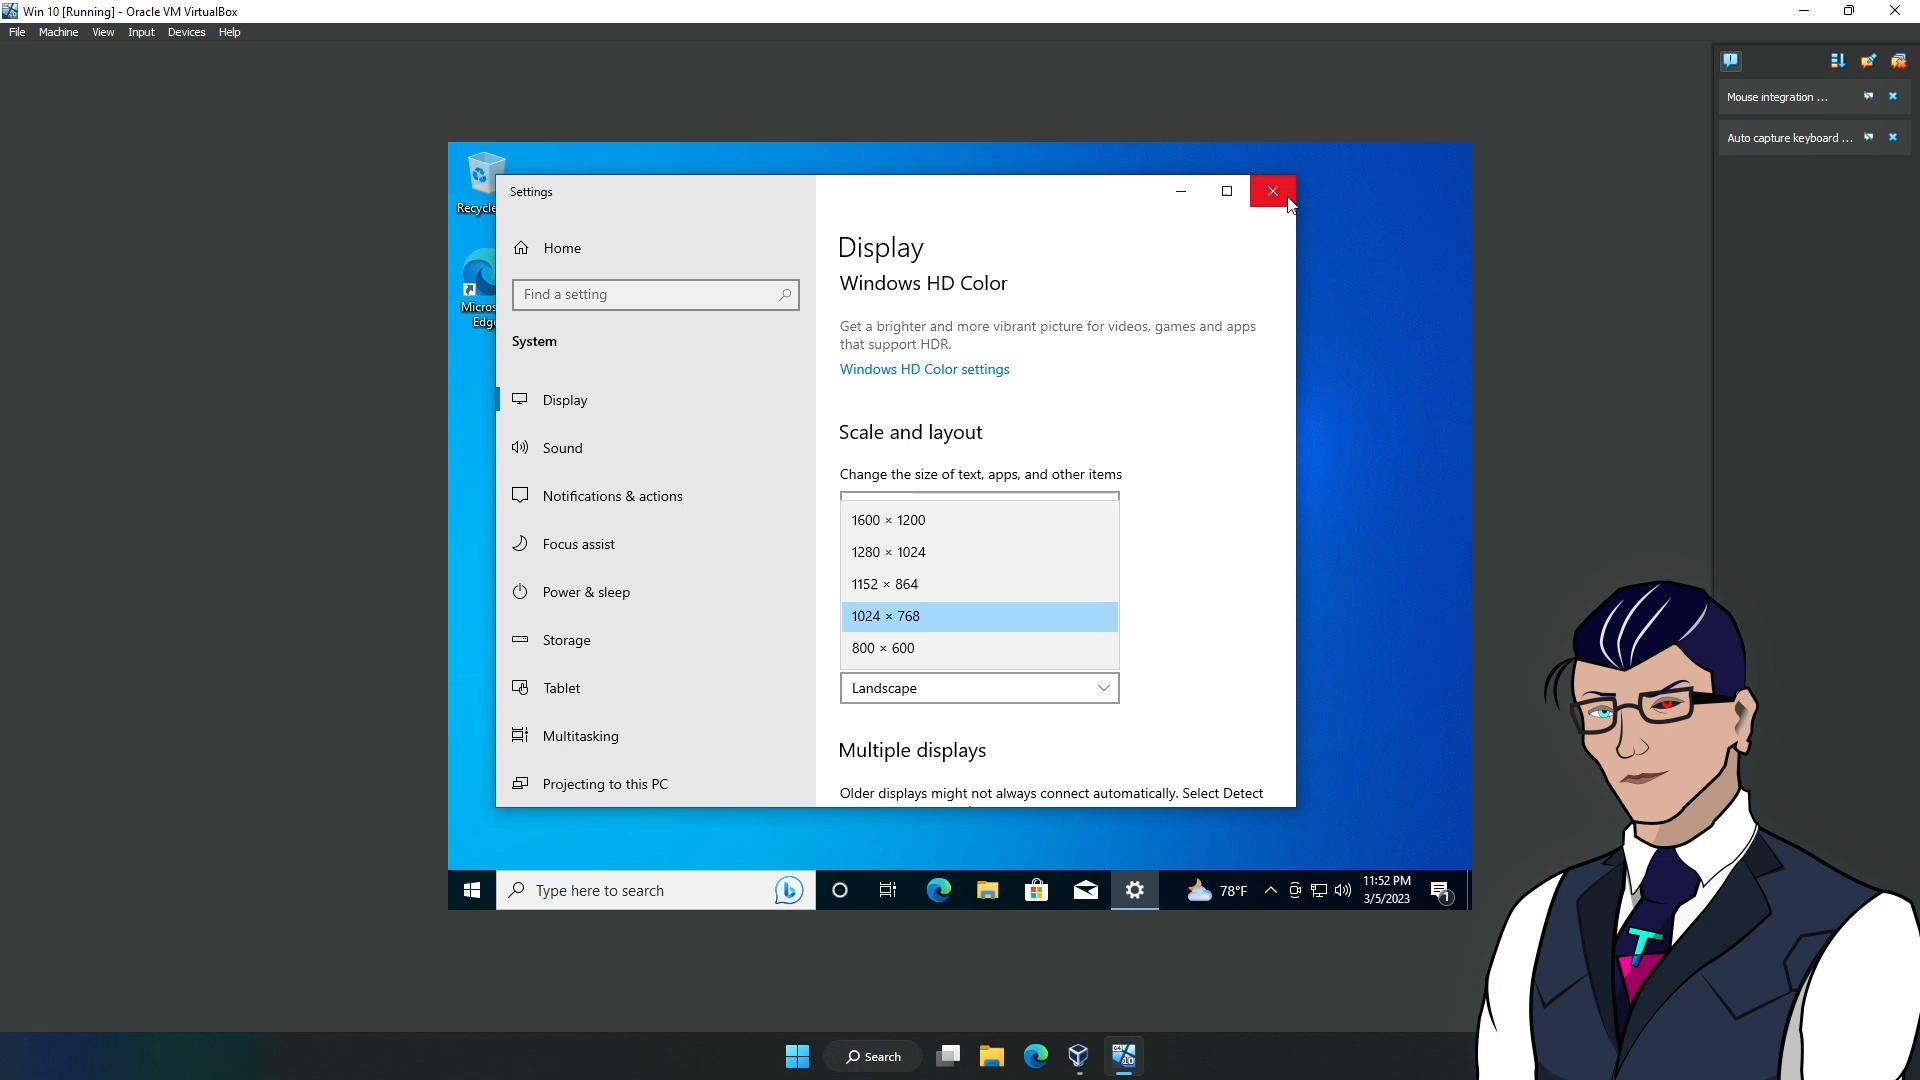 Win 10 [Running] - Oracle VM VirtualBox
File Machine View Input Devices Help
Mouse integration ...
Auto capture keyboard ...
Recycle
Micros
Edge
Settings
Home
Find a setting
System
Display
Sound
Notifications & actions
Focus assist
Power & sleep
Storage
Tablet
Multitasking
Projecting to this PC
Display
Windows HD Color
Get a brighter and more vibrant picture for videos, games and apps
that support HDR.
Windows HD Color settings
Scale and layout
Change the size of text, apps, and other items
1600 × 1200
1280 × 1024
1152 × 864
1024 × 768
800 × 600
Landscape
Multiple displays
Older displays might not always connect automatically. Select Detect
Type here to search
78°F
11:52 PM
3/5/2023
1
T
Search
64
10